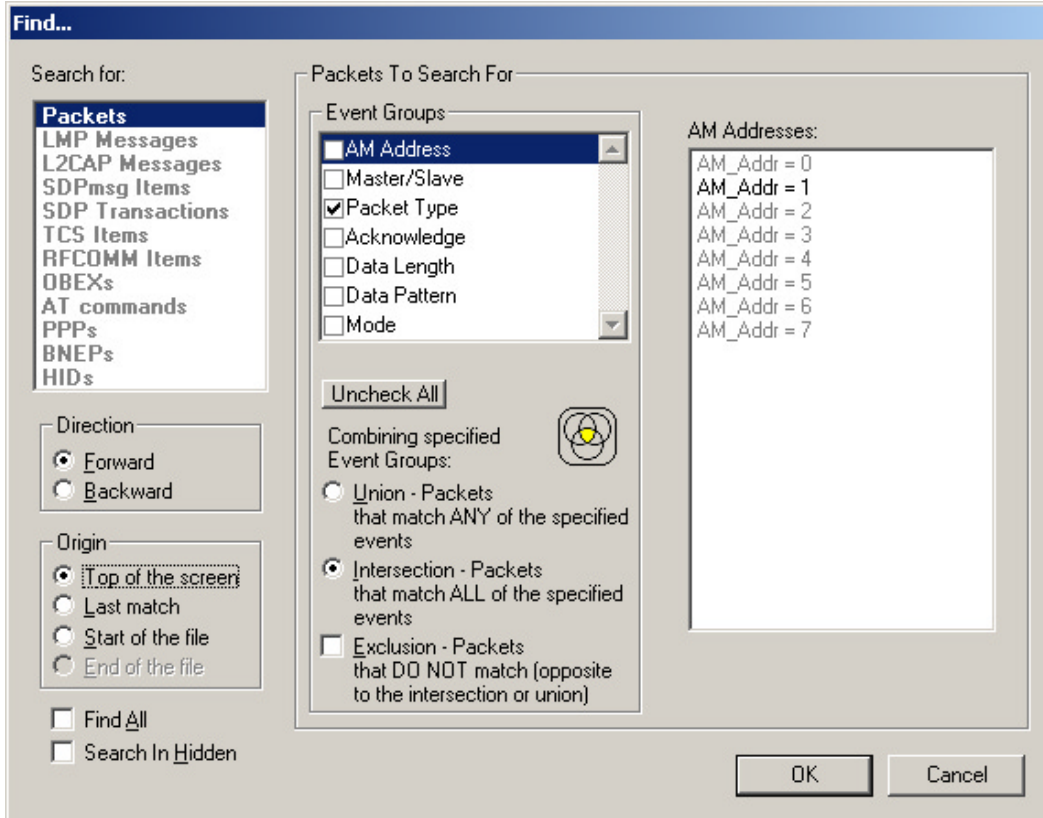 Find...
Search for:
Packets
LMP Messages
L2CAP Messages
SDPmsg Items
SDP Transactions
TCS Items
RFCOMM Items
OBEXs
AT commands
PPPs
BNEPs
HIDs
Direction
Forward
Backward
Origin
Top of the screen
Last match
Start of the file
End of the file
Find All
Search In Hidden
Packets To Search For
Event Groups
AM Address
Master/Slave
Packet Type
Acknowledge
Data Length
Data Pattern
Mode
Uncheck All
Combining specified
Event Groups:
Union - Packets
that match ANY of the specified
events
Intersection - Packets
that match ALL of the specified
events
Exclusion - Packets
that DO NOT match (opposite
to the intersection or union)
AM Addresses:
AM_Addr = 0
AM_Addr = 1
AM_Addr = 2
AM_Addr = 3
AM_Addr = 4
AM_Addr = 5
AM_Addr = 6
AM_Addr = 7
OK
Cancel